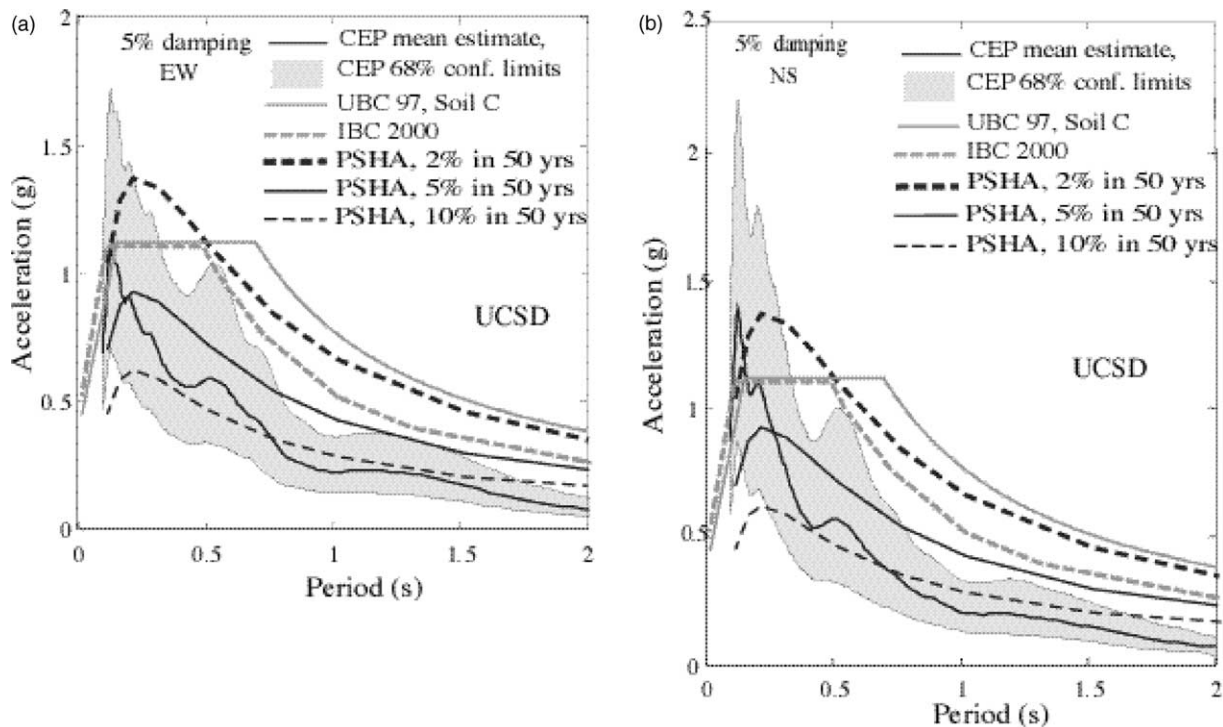 (a)
2
5% damping
EW
CEP mean estimate,
CEP 68% conf. limits
UBC 97, Soil C
IBC 2000
PSHA, 2% in 50 yrs
PSHA, 5% in 50 yrs
PSHA, 10% in 50 yrs
1.5
1
0.5
0
Acceleration (g)
UCSD
0
0.5
1
1.5
2
Period (s)
(b)
2.5
5% damping
NS
CEP mean estimate,
CEP 68% conf. limits
UBC 97, Soil C
IBC 2000
PSHA, 2% in 50 yrs
PSHA, 5% in 50 yrs
PSHA, 10% in 50 yrs
2
1.5
1
0.5
0
Acceleration (g)
UCSD
0
0.5
1
1.5
2
Period (s)